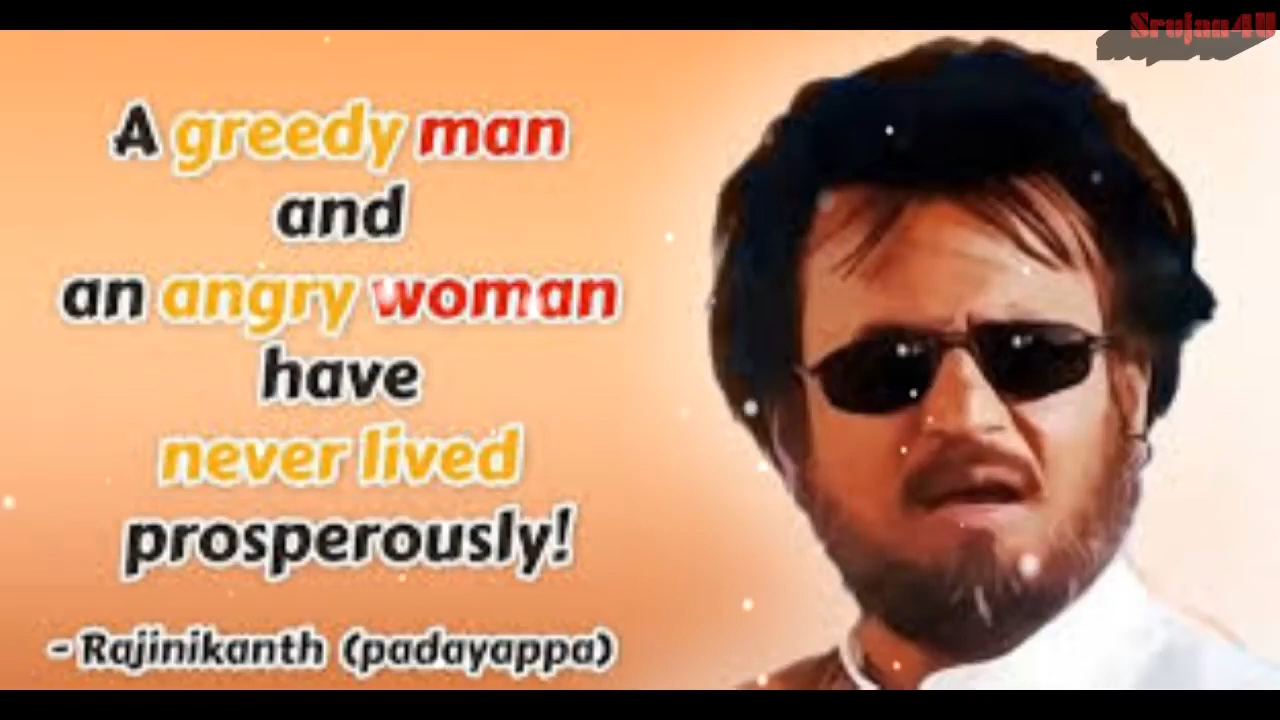 Srujan4U
A greedy man
and
an angry woman
have
never lived
prosperously!
- Rajinikanth (padayappa)